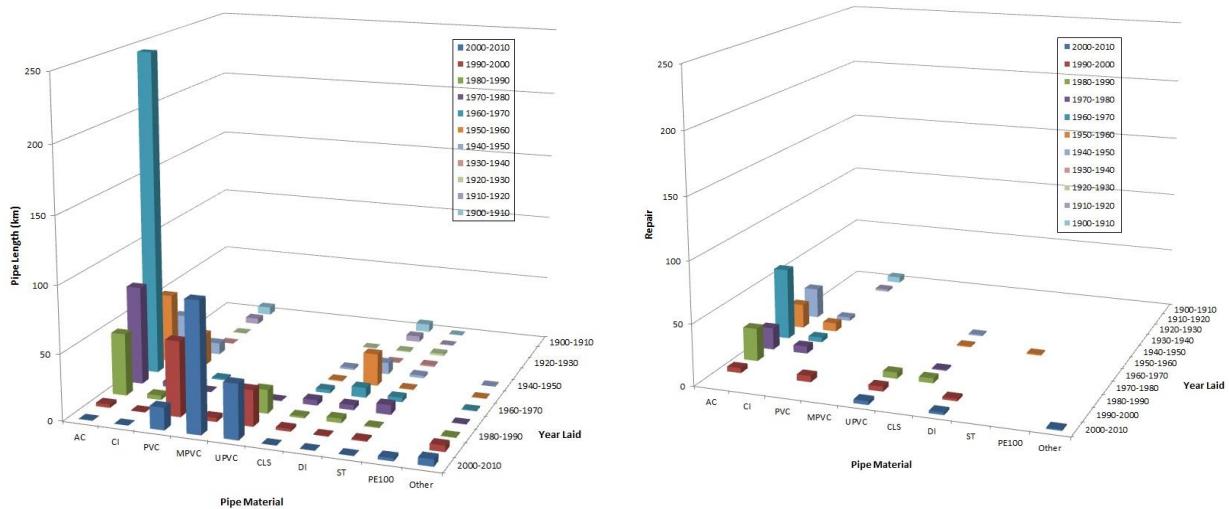 250
200
150
100
50
0
Pipe Length (km)
AC
CI
PVC
MPVC
UPVC
CLS
DI
ST
PE100
Other
Pipe Material
2000-2010
1980-1990
1960-1970
1940-1950
1920-1930
1900-1910
Year Laid
2000-2010
1990-2000
1980-1990
1970-1980
1960-1970
1950-1960
1940-1950
1930-1940
1920-1930
1910-1920
1900-1910
250
200
150
100
50
0
Repair
AC
CI
PVC
MPVC
UPVC
CLS
DI
ST
PE100
Other
Pipe Material
1900-1910
1910-1920
1920-1930
1930-1940
1940-1950
1950-1960
1960-1970
1970-1980
1980-1990
1990-2000
2000-2010
Year Laid
2000-2010
1990-2000
1980-1990
1970-1980
1960-1970
1950-1960
1940-1950
1930-1940
1920-1930
1910-1920
1900-1910